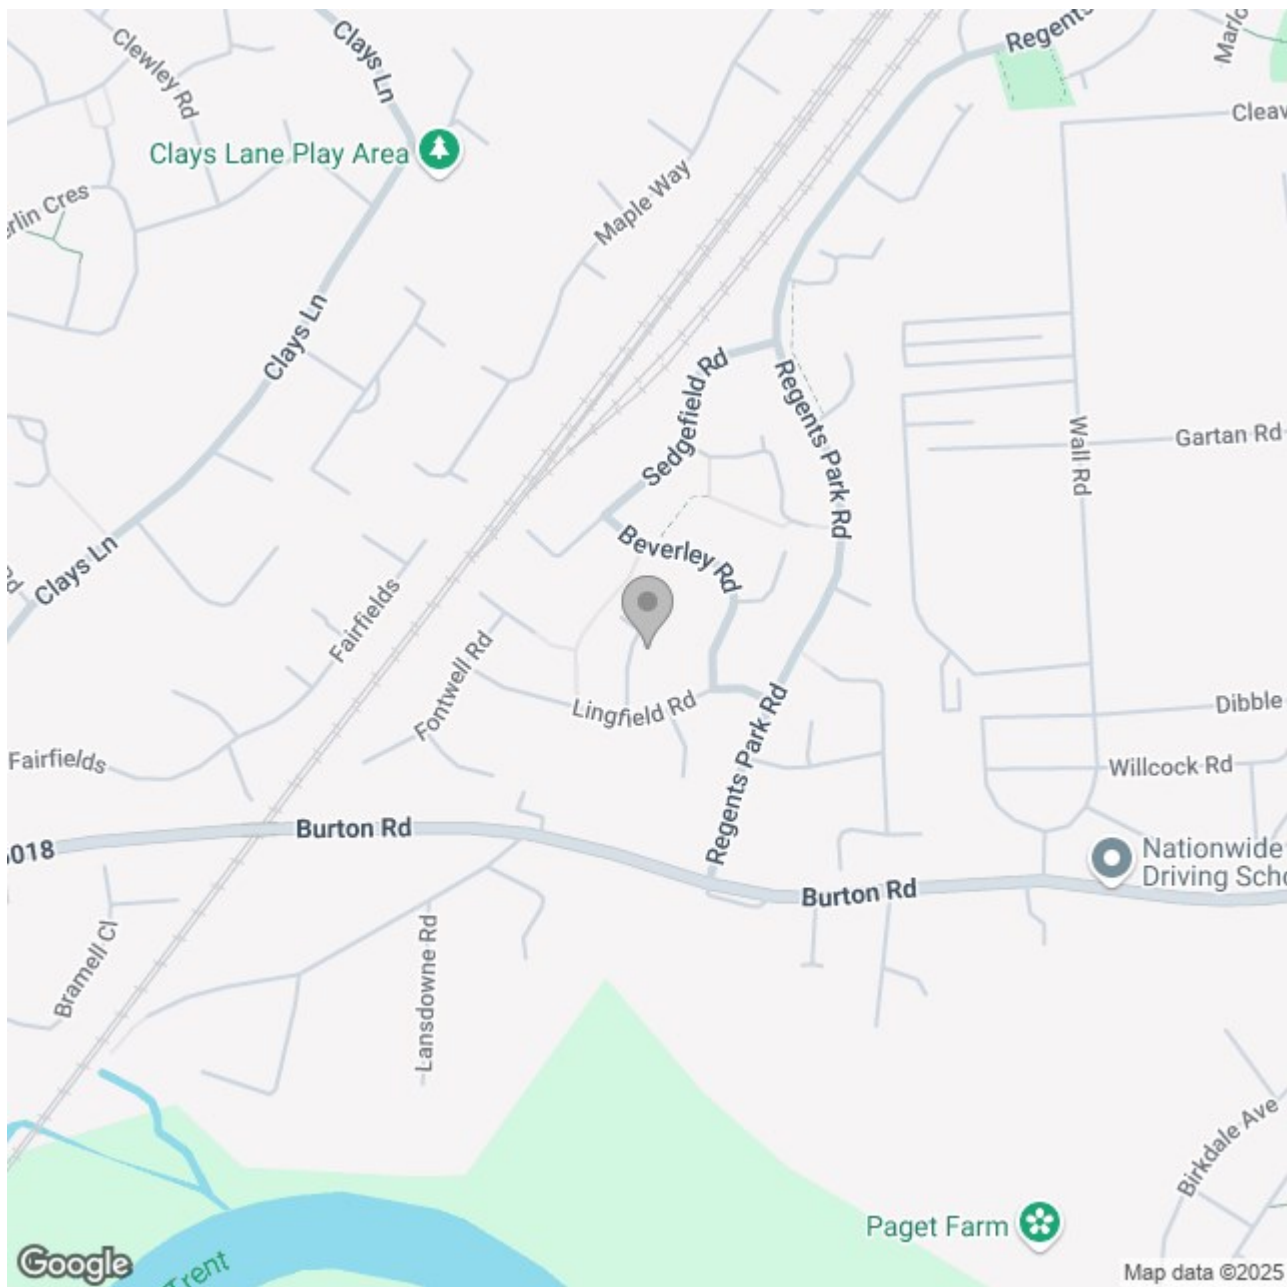 Regents
Marlo
Clewley Rd
Clays Ln
Cleav
Clays Lane Play Area
Maple Way
erlin Cres
Clays Ln
Sedgefield Rd
Regents Park Rd
Wall Rd
Gartan Rd
Beverley Rd
Clays Ln
Fairfields
Fontwell Rd
Lingfield Rd
Regents Park Rd
Dibble
Fairfields
Willcock Rd
Burton Rd
5018
Nationwide
Driving Scho
Burton Rd
Bramell Cl
Lansdowne Rd
Birkdale Ave
Paget Farm
Trent
Google
Map data ©2025